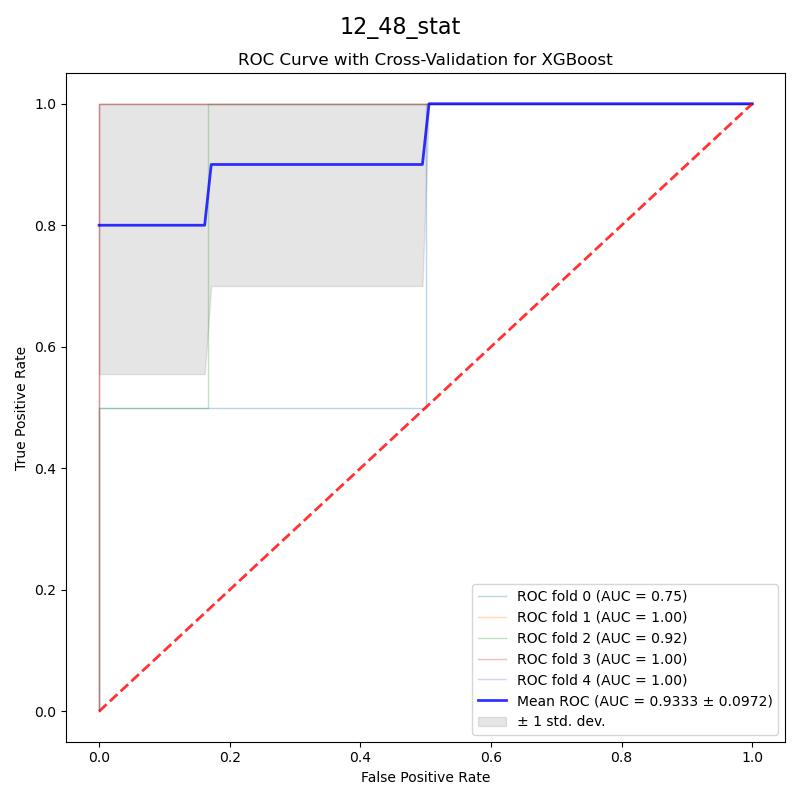 12_48_stat
ROC Curve with Cross-Validation for XGBoost
True Positive Rate
1.0
0.8
0.6
0.4
0.2
0.0
0.0 0.2 0.4 0.6 0.8 1.0
False Positive Rate
ROC fold 0 (AUC = 0.75)
ROC fold 1 (AUC = 1.00)
ROC fold 2 (AUC = 0.92)
ROC fold 3 (AUC = 1.00)
ROC fold 4 (AUC = 1.00)
Mean ROC (AUC = 0.9333 ± 0.0972)
± 1 std. dev.